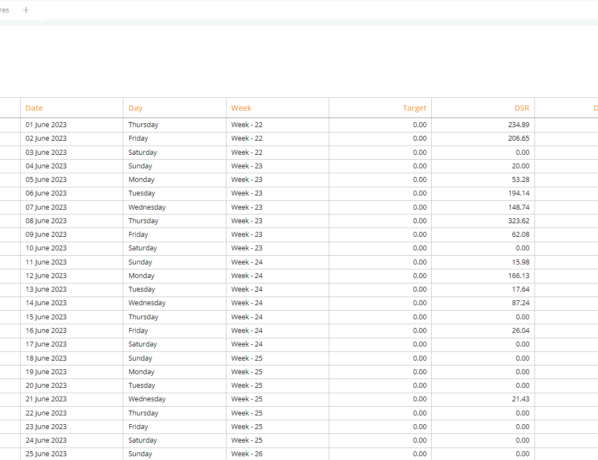 res +
Date Day Week Target DSR D
01 June 2023 Thursday Week - 22 0.00 234.89
02 June 2023 Friday Week - 22 0.00 206.65
03 June 2023 Saturday Week - 22 0.00 0.00
04 June 2023 Sunday Week - 23 0.00 20.00
05 June 2023 Monday Week - 23 0.00 53.28
06 June 2023 Tuesday Week - 23 0.00 194.14
07 June 2023 Wednesday Week - 23 0.00 148.74
08 June 2023 Thursday Week - 23 0.00 323.62
09 June 2023 Friday Week - 23 0.00 62.08
10 June 2023 Saturday Week - 23 0.00 0.00
11 June 2023 Sunday Week - 24 0.00 15.98
12 June 2023 Monday Week - 24 0.00 166.13
13 June 2023 Tuesday Week - 24 0.00 17.64
14 June 2023 Wednesday Week - 24 0.00 87.24
15 June 2023 Thursday Week - 24 0.00 0.00
16 June 2023 Friday Week - 24 0.00 26.04
17 June 2023 Saturday Week - 24 0.00 0.00
18 June 2023 Sunday Week - 25 0.00 0.00
19 June 2023 Monday Week - 25 0.00 0.00
20 June 2023 Tuesday Week - 25 0.00 0.00
21 June 2023 Wednesday Week - 25 0.00 21.43
22 June 2023 Thursday Week - 25 0.00 0.00
23 June 2023 Friday Week - 25 0.00 0.00
24 June 2023 Saturday Week - 25 0.00 0.00
25 June 2023 Sunday Week - 26 0.00 0.00